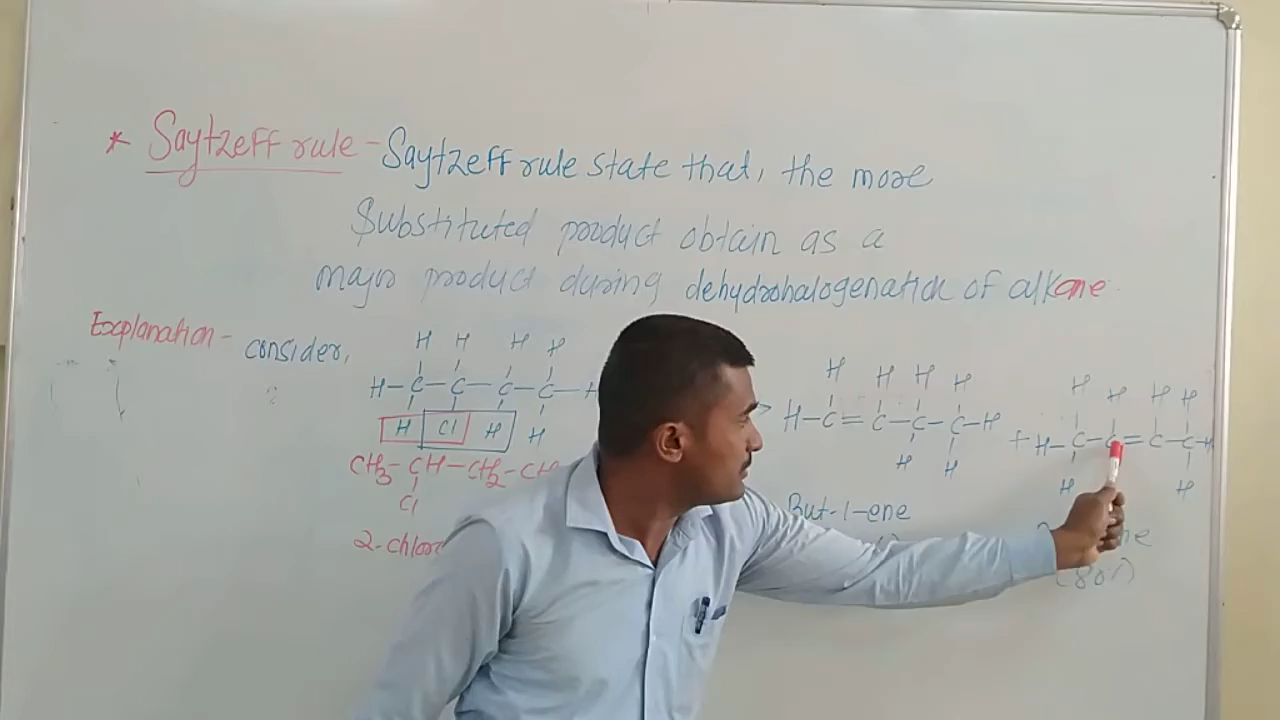 * Saytzeff rule - Saytzeff rule state that, the more
Substituted product obtain as a
major product during dehydrohalogenation of alkane
Explanation - consider,
H H H H
H-C-C-C-C-
H Cl H H
CH3-CH-CH2-CH
Cl
2-chloro
H H H H
H-C=C-C-C-H
H H
But-1-ene
+
H H H H
H-C-C=C-C-H
H H
(80%)